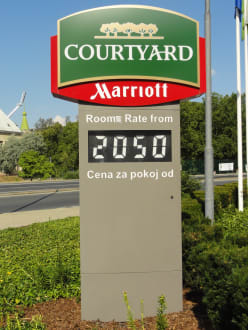 COURTYARD
Marriott
Rooms Rate from
2050
Cena za pokoj od